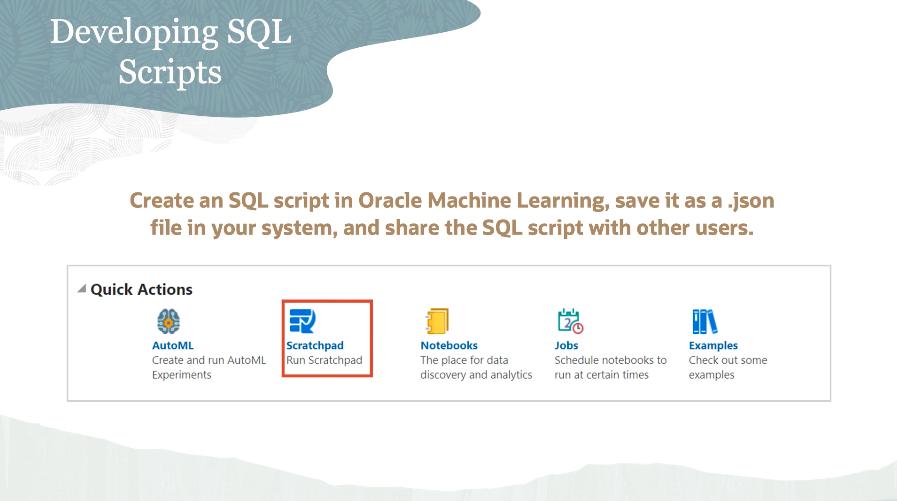 Developing SQL
Scripts
Create an SQL script in Oracle Machine Learning, save it as a .json
file in your system, and share the SQL script with other users.
Quick Actions
AutoML
Create and run AutoML
Experiments
Scratchpad
Run Scratchpad
Notebooks
The place for data
discovery and analytics
2
Jobs
Schedule notebooks to
run at certain times
Examples
Check out some
examples